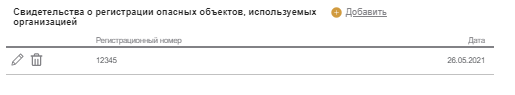 Свидетельства о регистрации опасных объектов, используемых
организацией
Добавить
Регистрационный номер Дата
12345 26.05.2021